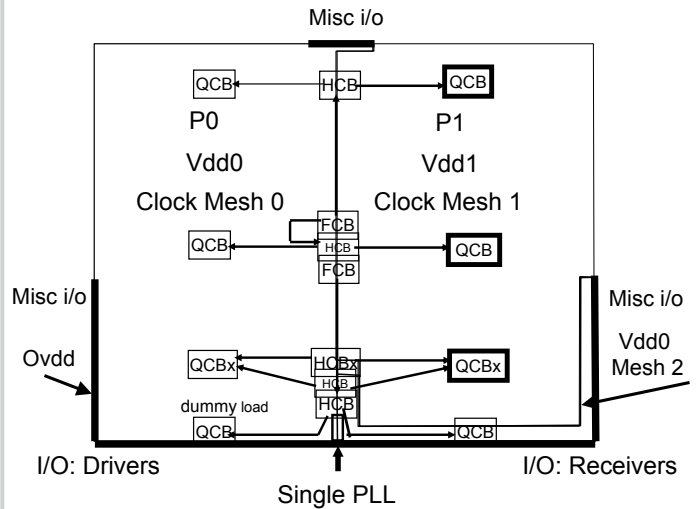 Misc i/o
QCB HCB QCB
P0 P1
Vdd0 Vdd1
Clock Mesh 0 Clock Mesh 1
FCB
QCB HCB QCB
FCB
Misc i/o Misc i/o
Ovdd Vdd0
Mesh 2
QCBx HCBx QCBx
HCB
dummy load HCB
QCB QCB
I/O: Drivers I/O: Receivers
Single PLL